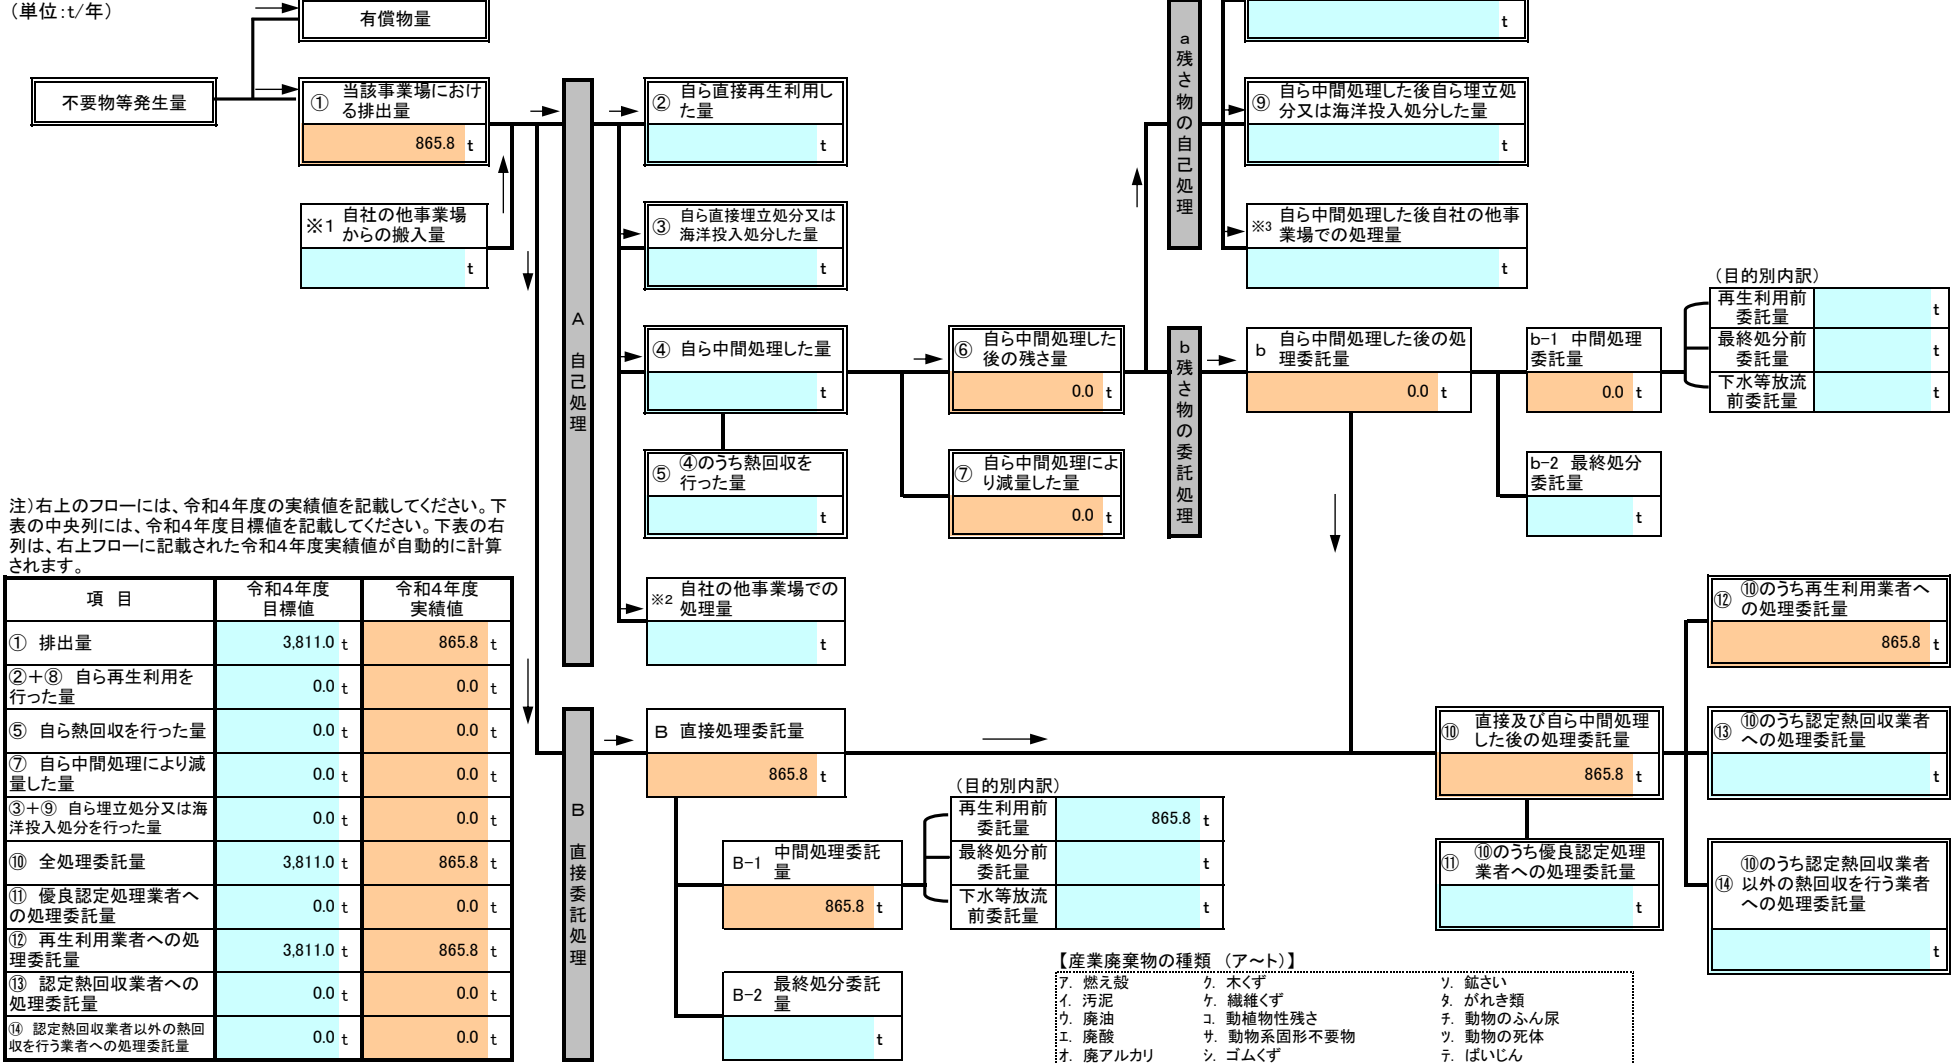 （単位：t/年）
有償物量
不要物等発生量
① 当該事業場におけ
る排出量
865.8 t
※1 自社の他事業場
からの搬入量
t
A
自己処理
② 自ら直接再生利用し
た量
t
③ 自ら直接埋立処分又は
海洋投入処分した量
t
④ 自ら中間処理した量
t
⑤ ④のうち熱回収を
行った量
t
※2 自社の他事業場での
処理量
t
⑥ 自ら中間処理した
後の残さ量
0.0 t
⑦ 自ら中間処理によ
り減量した量
0.0 t
a
残さ物の自己処理
t
⑨ 自ら中間処理した後自ら埋立処
分又は海洋投入処分した量
t
※3 自ら中間処理した後自社の他事
業場での処理量
t
b
残さ物の委託処理
b 自ら中間処理した後の処
理委託量
0.0 t
b-1 中間処理
委託量
0.0 t
b-2 最終処分
委託量
t
（目的別内訳）
再生利用前
委託量
t
最終処分前
委託量
t
下水等放流
前委託量
t
注）右上のフローには、令和４年度の実績値を記載してください。下
表の中央列には、令和４年度目標値を記載してください。下表の右
列は、右上フローに記載された令和４年度実績値が自動的に計算
されます。
項　目
令和４年度
目標値
令和４年度
実績値
① 排出量
3,811.0 t 865.8 t
②＋⑧ 自ら再生利用を
行った量
0.0 t 0.0 t
⑤ 自ら熱回収を行った量
0.0 t 0.0 t
⑦ 自ら中間処理により減
量した量
0.0 t 0.0 t
③＋⑨ 自ら埋立処分又は海
洋投入処分を行った量
0.0 t 0.0 t
⑩ 全処理委託量
3,811.0 t 865.8 t
⑪ 優良認定処理業者へ
の処理委託量
0.0 t 0.0 t
⑫ 再生利用業者への処
理委託量
3,811.0 t 865.8 t
⑬ 認定熱回収業者への
処理委託量
0.0 t 0.0 t
⑭ 認定熱回収業者以外の熱回
収を行う業者への処理委託量
0.0 t 0.0 t
B
直接委託処理
B 直接処理委託量
865.8 t
B-1 中間処理委託
量
865.8 t
B-2 最終処分委託
量
t
（目的別内訳）
再生利用前
委託量
865.8 t
最終処分前
委託量
t
下水等放流
前委託量
t
⑩ 直接及び自ら中間処理
した後の処理委託量
865.8 t
⑪ ⑩のうち優良認定処理
業者への処理委託量
t
⑫ ⑩のうち再生利用業者へ
の処理委託量
865.8 t
⑬ ⑩のうち認定熱回収業者
への処理委託量
t
⑭ ⑩のうち認定熱回収業者
以外の熱回収を行う業者
への処理委託量
t
【産業廃棄物の種類 （ア～ト）】
ア. 燃え殻 ク. 木くず ソ. 鉱さい
イ. 汚泥 ケ. 繊維くず タ. がれき類
ウ. 廃油 コ. 動植物性残さ チ. 動物のふん尿
エ. 廃酸 サ. 動物系固形不要物 ツ. 動物の死体
オ. 廃アルカリ シ. ゴムくず テ. ばいじん